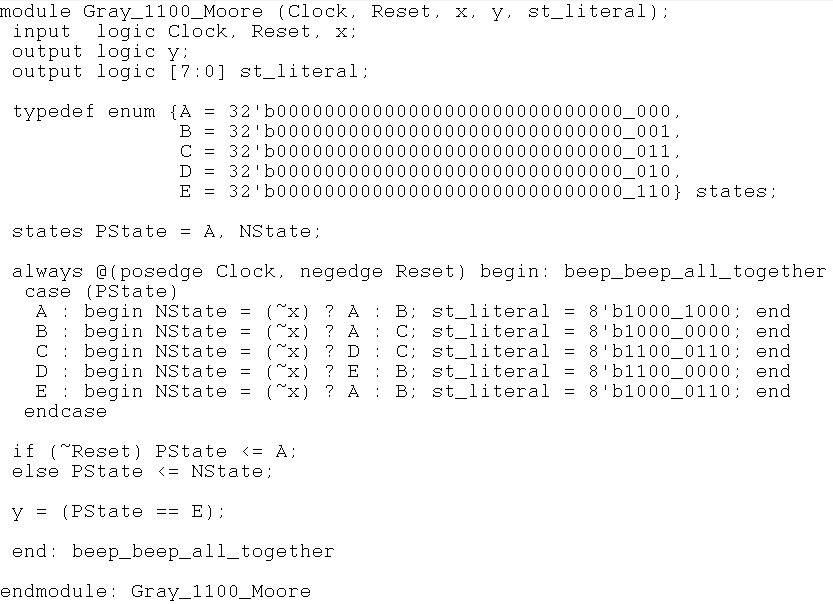 module Gray_1100_Moore (Clock, Reset, x, y, st_literal);
 input  logic Clock, Reset, x;
 output logic y;
 output logic [7:0] st_literal;

 typedef enum {A = 32'b00000000000000000000000000000_000,
               B = 32'b00000000000000000000000000000_001,
               C = 32'b00000000000000000000000000000_011,
               D = 32'b00000000000000000000000000000_010,
               E = 32'b00000000000000000000000000000_110} states;

 states PState = A, NState;

 always @(posedge Clock, negedge Reset) begin: beep_beep_all_together
  case (PState)
   A : begin NState = (~x) ? A : B; st_literal = 8'b1000_1000; end
   B : begin NState = (~x) ? A : C; st_literal = 8'b1000_0000; end
   C : begin NState = (~x) ? D : C; st_literal = 8'b1100_0110; end
   D : begin NState = (~x) ? E : B; st_literal = 8'b1100_0000; end
   E : begin NState = (~x) ? A : B; st_literal = 8'b1000_0110; end
  endcase

 if (~Reset) PState <= A;
 else PState <= NState;

 y = (PState == E);

 end: beep_beep_all_together

endmodule: Gray_1100_Moore